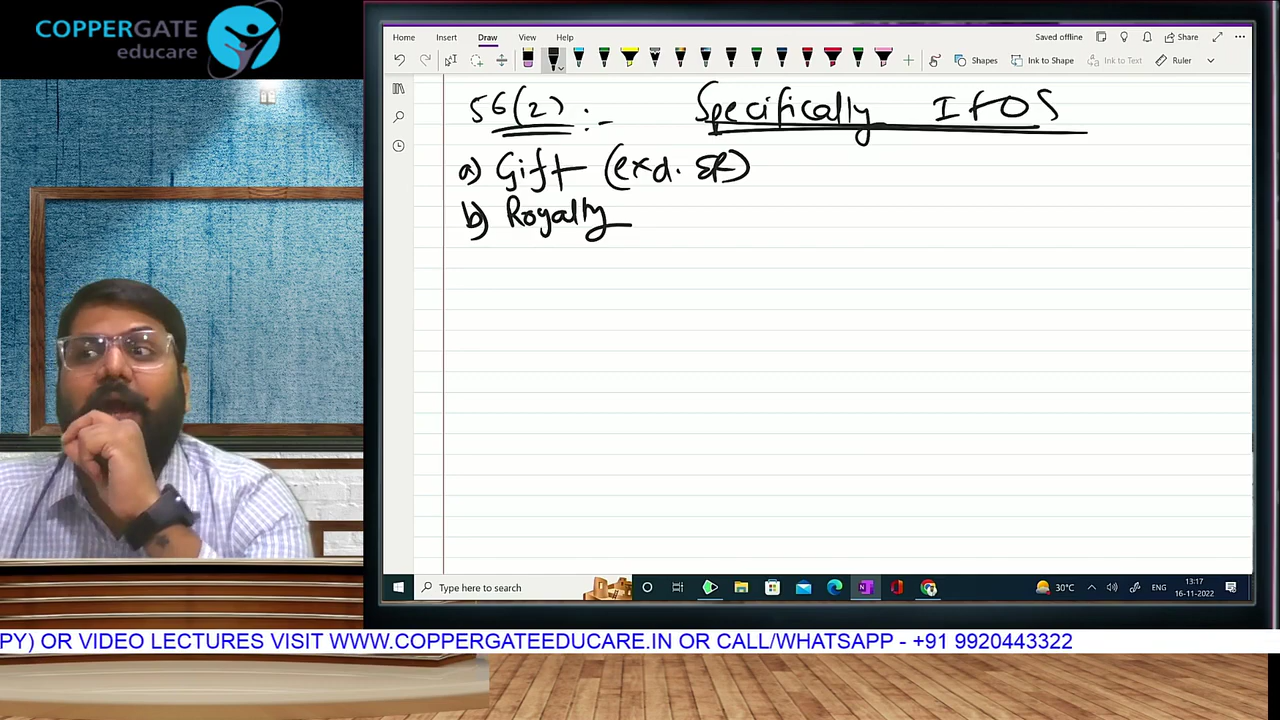 COPPERGATE
educare
Home Insert Draw View Help
Saved offline
Share
Shapes
Ink to Shape
Ink to Text
Ruler
56(2) :- Specifically IFOS
a) Gift (exd. SR)
b) Royalty
Type here to search
30°C
ENG
13:17
16-11-2022
PY) OR VIDEO LECTURES VISIT WWW.COPPERGATEEDUCARE.IN OR CALL/WHATSAPP - +91 9920443322